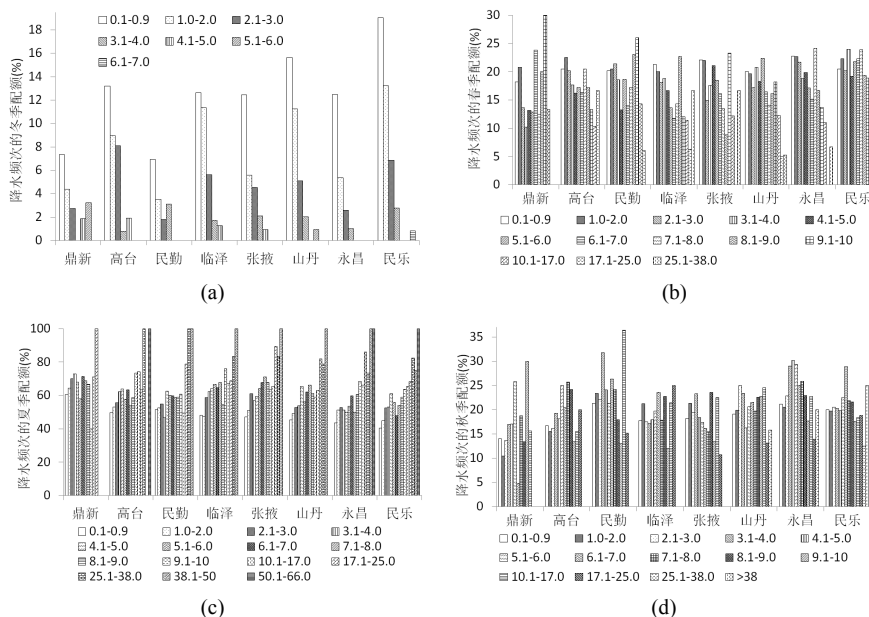 降水频次的冬季配额(%)
18
16
14
12
10
8
6
4
2
0
0.1-0.9 1.0-2.0 2.1-3.0
3.1-4.0 4.1-5.0 5.1-6.0
6.1-7.0
鼎新 高台 民勤 临泽 张掖 山丹 永昌 民乐
(a)
降水频次的春季配额(%)
30
25
20
15
10
5
0
鼎新 高台 民勤 临泽 张掖 山丹 永昌 民乐
0.1-0.9 1.0-2.0 2.1-3.0 3.1-4.0 4.1-5.0
5.1-6.0 6.1-7.0 7.1-8.0 8.1-9.0 9.1-10
10.1-17.0 17.1-25.0 25.1-38.0
(b)
降水频次的夏季配额(%)
100
80
60
40
20
0
鼎新 高台 民勤 临泽 张掖 山丹 永昌 民乐
0.1-0.9 1.0-2.0 2.1-3.0 3.1-4.0
4.1-5.0 5.1-6.0 6.1-7.0 7.1-8.0
8.1-9.0 9.1-10 10.1-17.0 17.1-25.0
25.1-38.0 38.1-50 50.1-66.0
(c)
降水频次的秋季配额(%)
35
30
25
20
15
10
5
0
鼎新 高台 民勤 临泽 张掖 山丹 永昌 民乐
0.1-0.9 1.0-2.0 2.1-3.0 3.1-4.0 4.1-5.0
5.1-6.0 6.1-7.0 7.1-8.0 8.1-9.0 9.1-10
10.1-17.0 17.1-25.0 25.1-38.0 >38
(d)